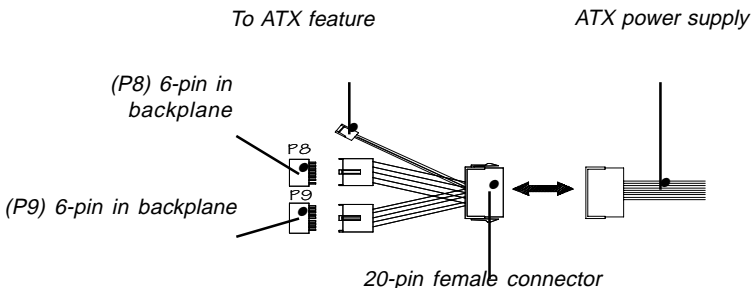 To ATX feature
ATX power supply
(P8) 6-pin in
backplane
P8
P9
(P9) 6-pin in backplane
20-pin female connector